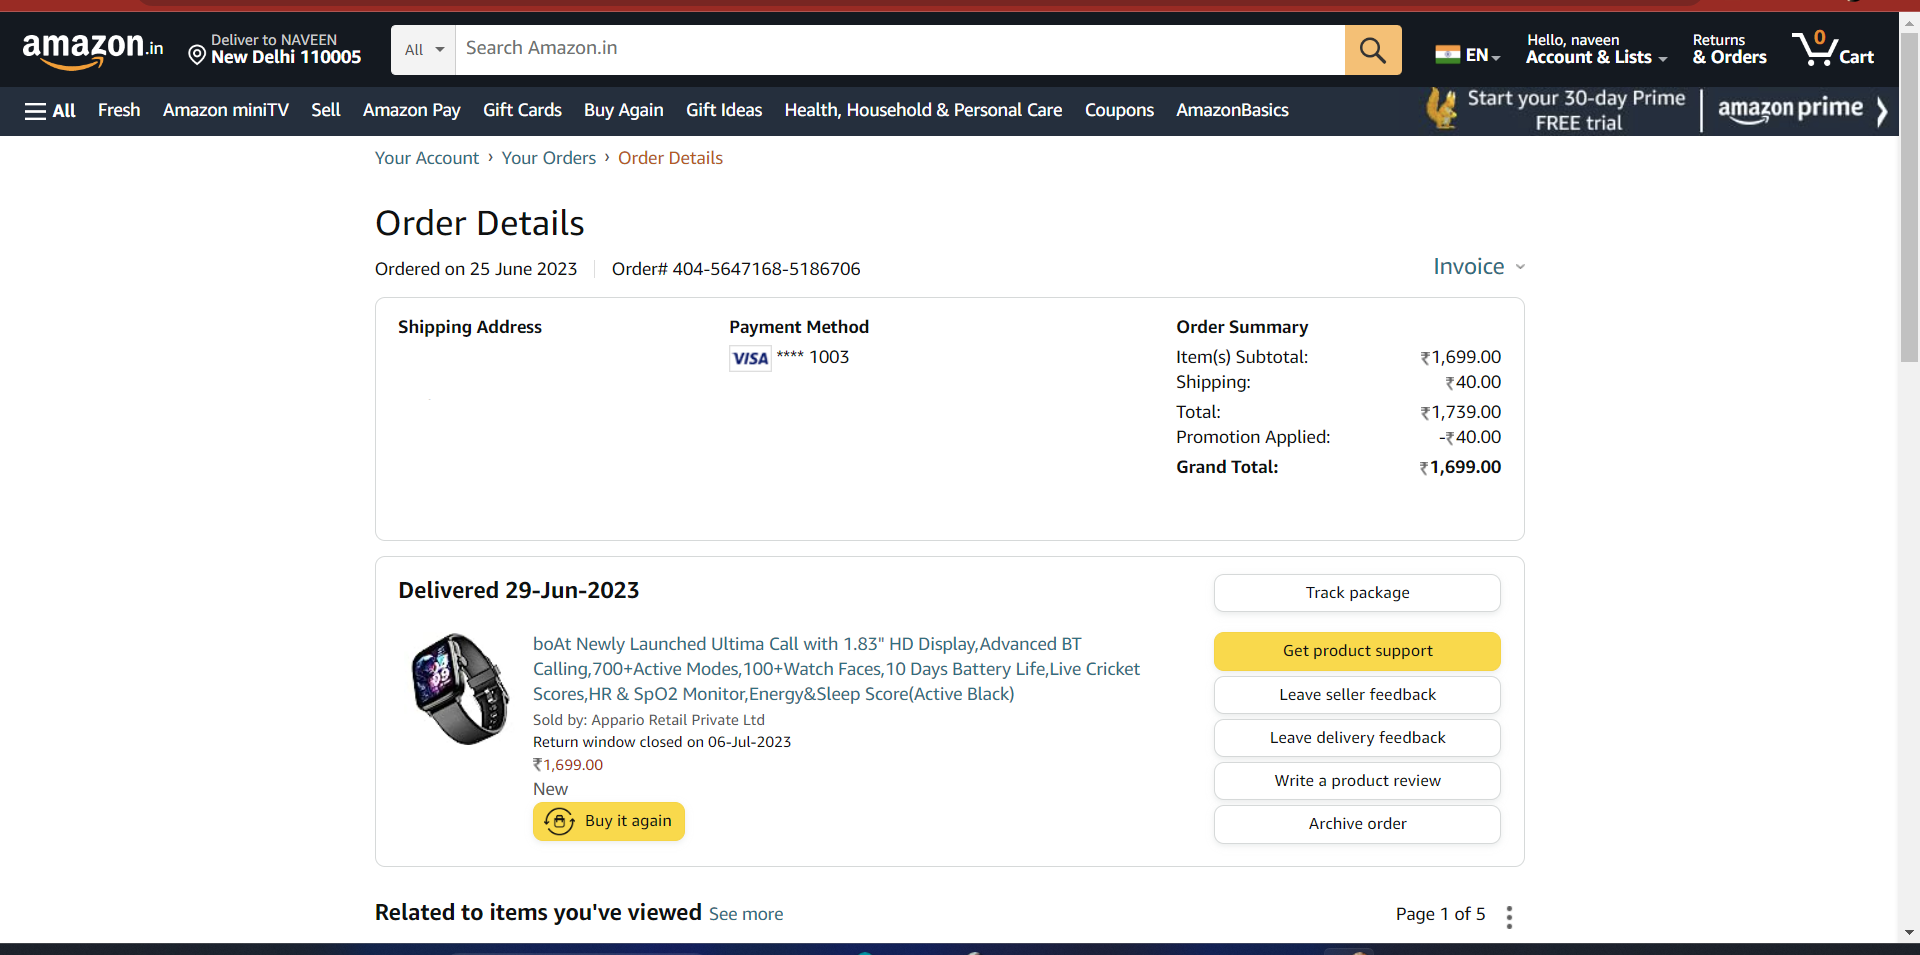 amazon.in
Deliver to NAVEEN
New Delhi 110005
All
Search Amazon.in
EN
Hello, naveen
Account & Lists
Returns
& Orders
0
Cart
All
Fresh
Amazon miniTV
Sell
Amazon Pay
Gift Cards
Buy Again
Gift Ideas
Health, Household & Personal Care
Coupons
AmazonBasics
Start your 30-day Prime
FREE trial
amazon prime
Your Account › Your Orders › Order Details
Order Details
Ordered on 25 June 2023
Order# 404-5647168-5186706
Invoice
Shipping Address
Payment Method
VISA **** 1003
Order Summary
Item(s) Subtotal: ₹1,699.00
Shipping: ₹40.00
Total: ₹1,739.00
Promotion Applied: -₹40.00
Grand Total: ₹1,699.00
Delivered 29-Jun-2023
boAt Newly Launched Ultima Call with 1.83" HD Display,Advanced BT
Calling,700+Active Modes,100+Watch Faces,10 Days Battery Life,Live Cricket
Scores,HR & SpO2 Monitor,Energy&Sleep Score(Active Black)
Sold by: Appario Retail Private Ltd
Return window closed on 06-Jul-2023
₹1,699.00
New
Buy it again
Track package
Get product support
Leave seller feedback
Leave delivery feedback
Write a product review
Archive order
Related to items you've viewed See more
Page 1 of 5